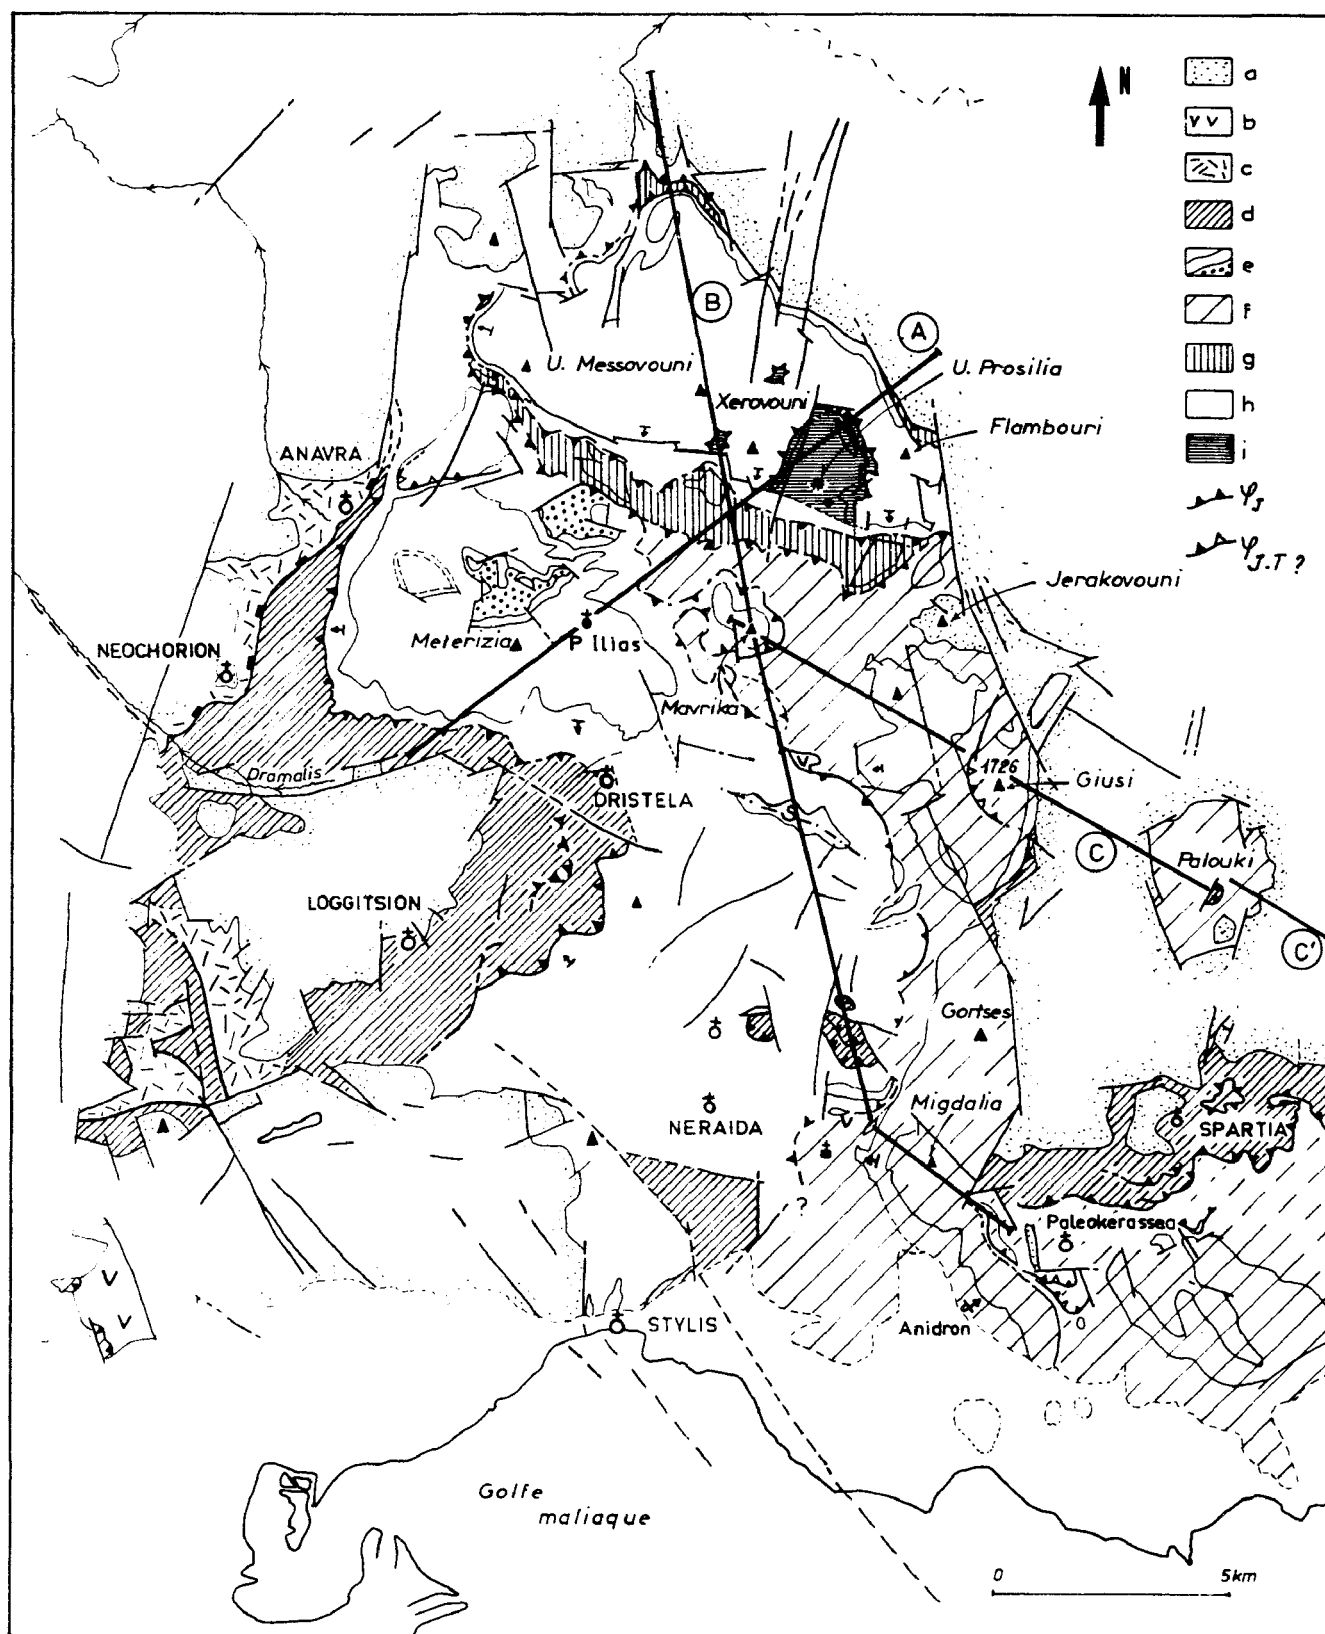 N
a
v v b
c
d
e
f
g
h
i
φJ
φJ.T ?
B
A
U. Messovouni
U. Prosilia
Xerovouni
Flambouri
ANAVRA
Jerakovouni
Meterizia
P Ilias
NEOCHORION
Mavrika
v
1726
Giusi
Dramalis
DRISTELA
S
C
Palouki
LOGGITSION
C'
Gortses
Migdalia
NERAIDA
v
SPARTIA
?
Paleokerassea
v
v
STYLIS
Anidron
Golfe
maliaque
0 5km